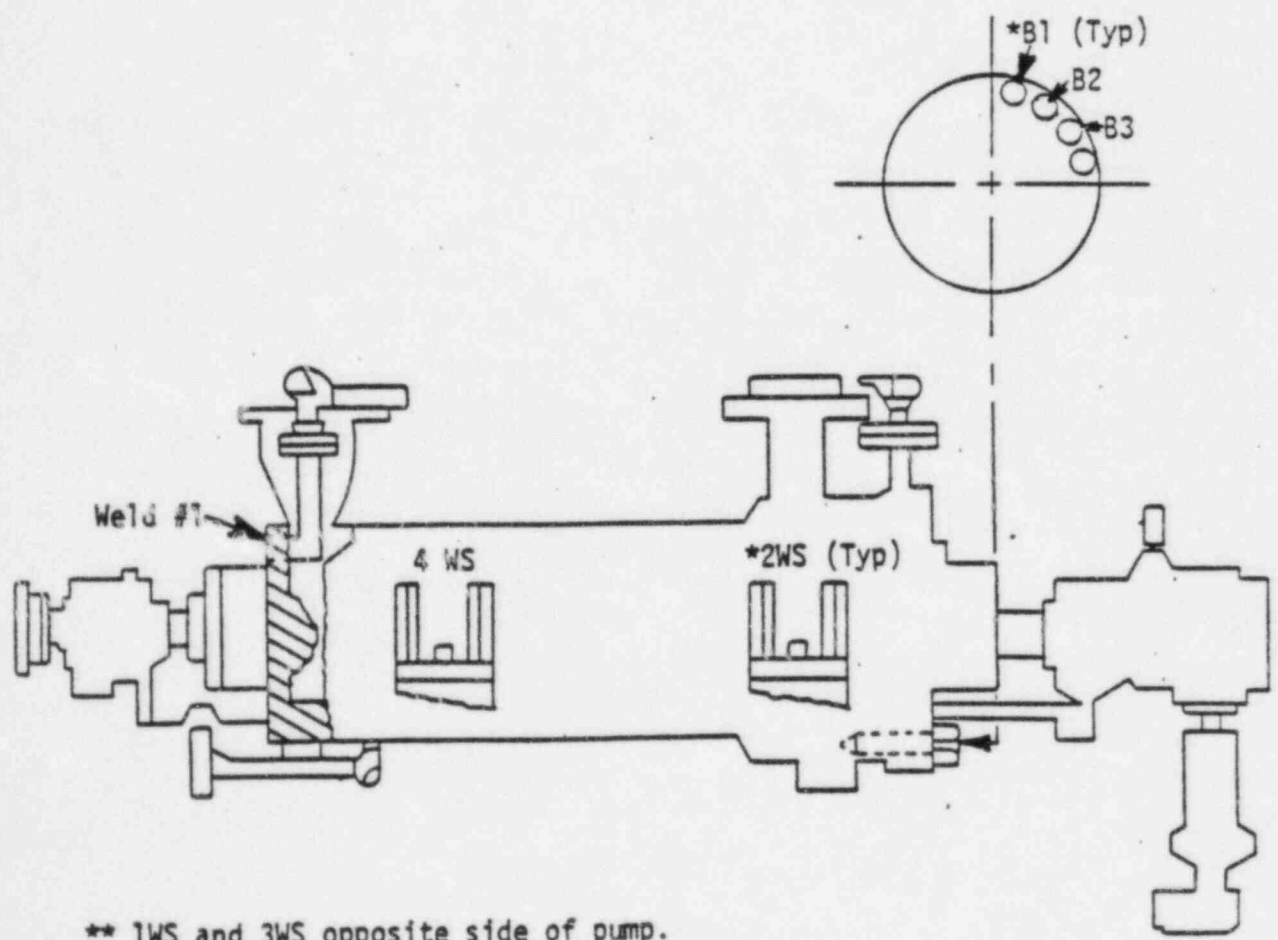 *B1 (Typ)
B2
B3
Weld #1
4 WS
*2WS (Typ)
** 1WS and 3WS opposite side of pump.